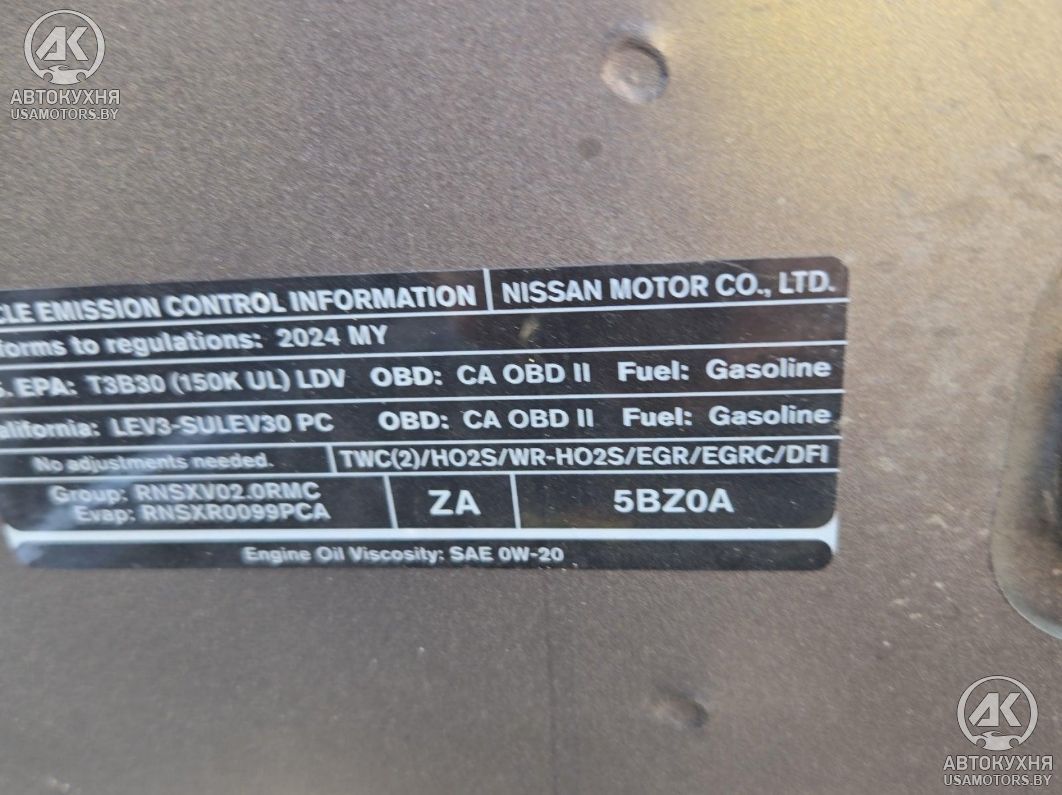 AK
АВТОКУХНЯ
USAMOTORS.BY
CLE EMISSION CONTROL INFORMATION NISSAN MOTOR CO., LTD.
forms to regulations: 2024 MY
S. EPA: T3B30 (150K UL) LDV OBD: CA OBD II Fuel: Gasoline
alifornia: LEV3-SULEV30 PC OBD: CA OBD II Fuel: Gasoline
No adjustments needed. TWC(2)/HO2S/WR-HO2S/EGR/EGRC/DFI
Group: RNSXV02.0RMC
Evap: RNSXR0099PCA
ZA 5BZ0A
Engine Oil Viscosity: SAE 0W-20
AK
АВТОКУХНЯ
USAMOTORS.BY